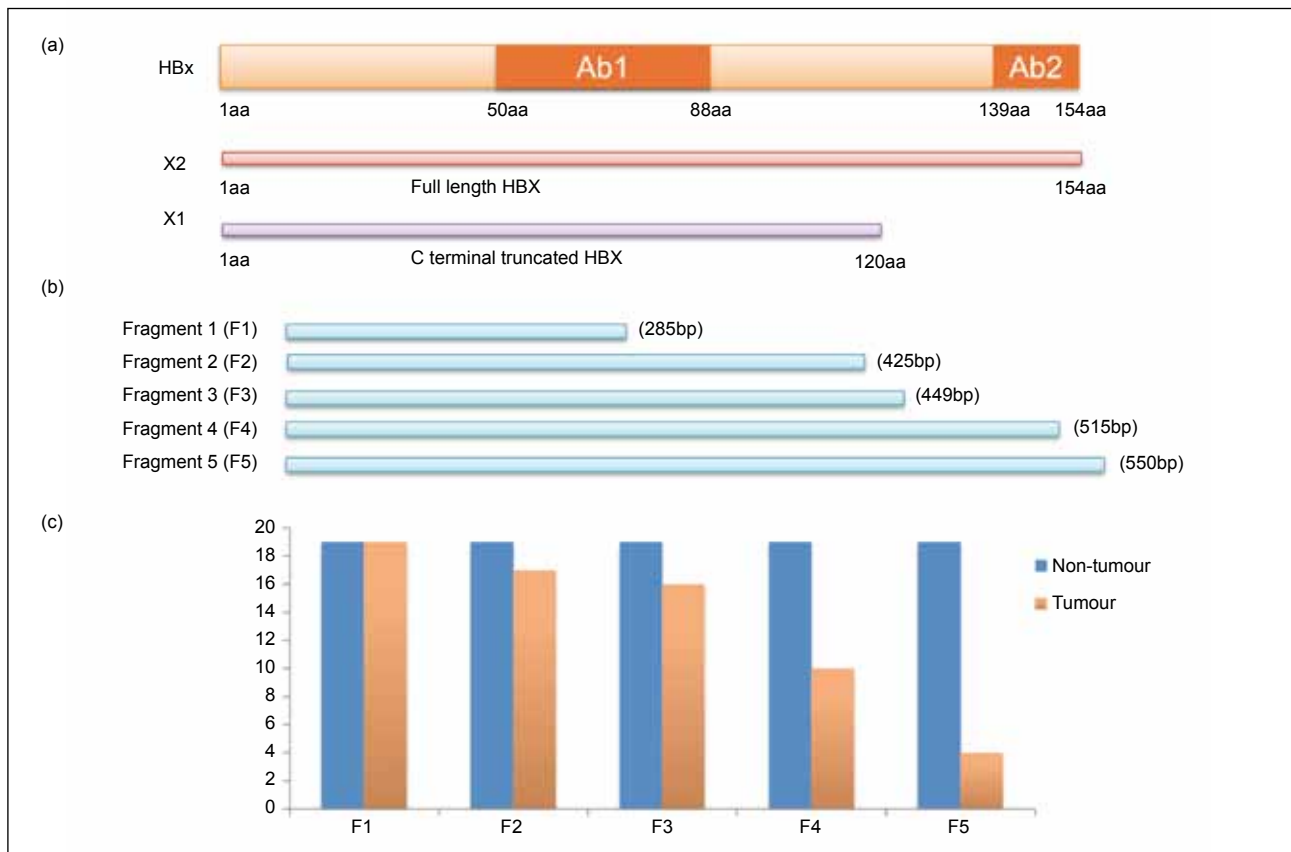 (a)
HBx
Ab1
Ab2
1aa 50aa 88aa 139aa 154aa
X2
1aa Full length HBX 154aa
X1
1aa C terminal truncated HBX 120aa
(b)
Fragment 1 (F1) (285bp)
Fragment 2 (F2) (425bp)
Fragment 3 (F3) (449bp)
Fragment 4 (F4) (515bp)
Fragment 5 (F5) (550bp)
(c)
20
18
16
14
12
10
8
6
4
2
0
F1 F2 F3 F4 F5
Non-tumour
Tumour